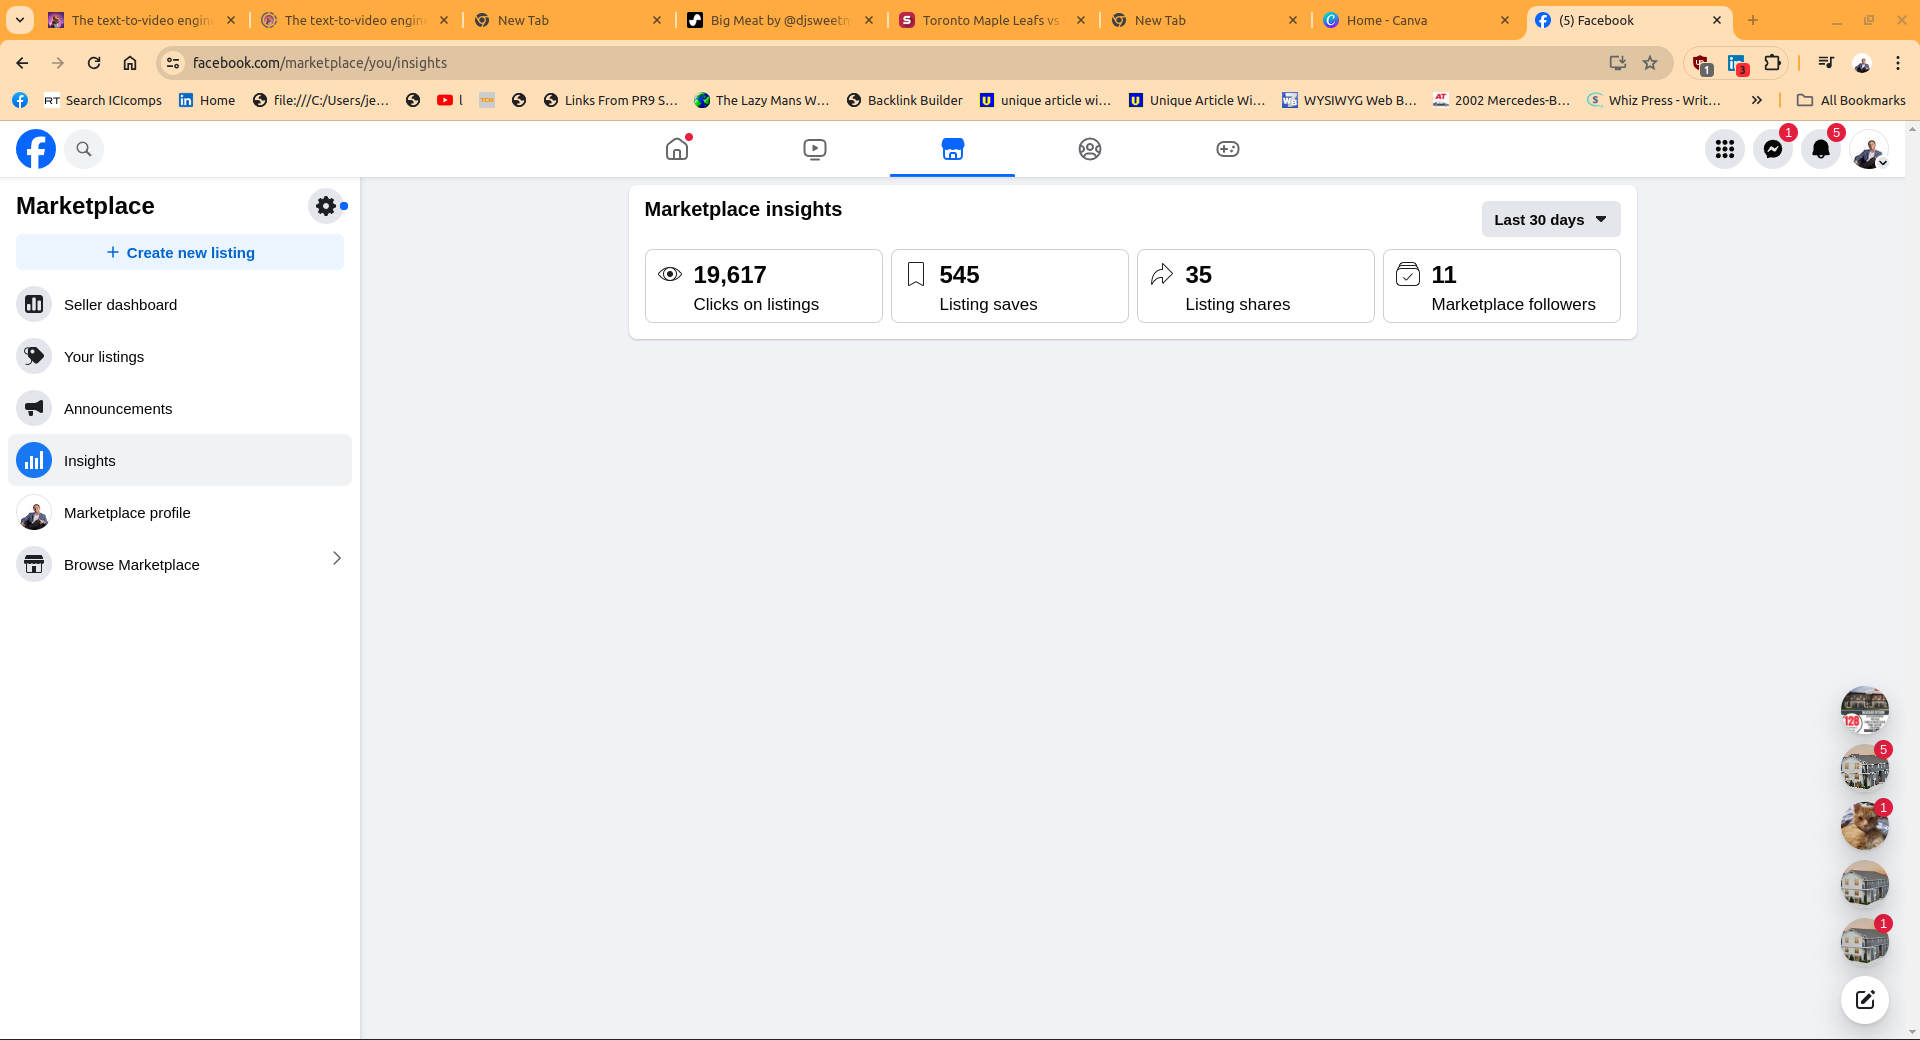 The text-to-video engine
The text-to-video engine
New Tab
Big Meat by @djsweetn
Toronto Maple Leafs vs
New Tab
Home - Canva
(5) Facebook
facebook.com/marketplace/you/insights
1
3
Search ICIcomps
Home
file:///C:/Users/je...
l
Links From PR9 S...
The Lazy Mans W...
Backlink Builder
unique article wi...
Unique Article Wi...
WYSIWYG Web B...
2002 Mercedes-B...
Whiz Press - Writ...
All Bookmarks
1
5
Marketplace
+ Create new listing
Seller dashboard
Your listings
Announcements
Insights
Marketplace profile
Browse Marketplace
Marketplace insights
Last 30 days
19,617
Clicks on listings
545
Listing saves
35
Listing shares
11
Marketplace followers
128
5
1
1